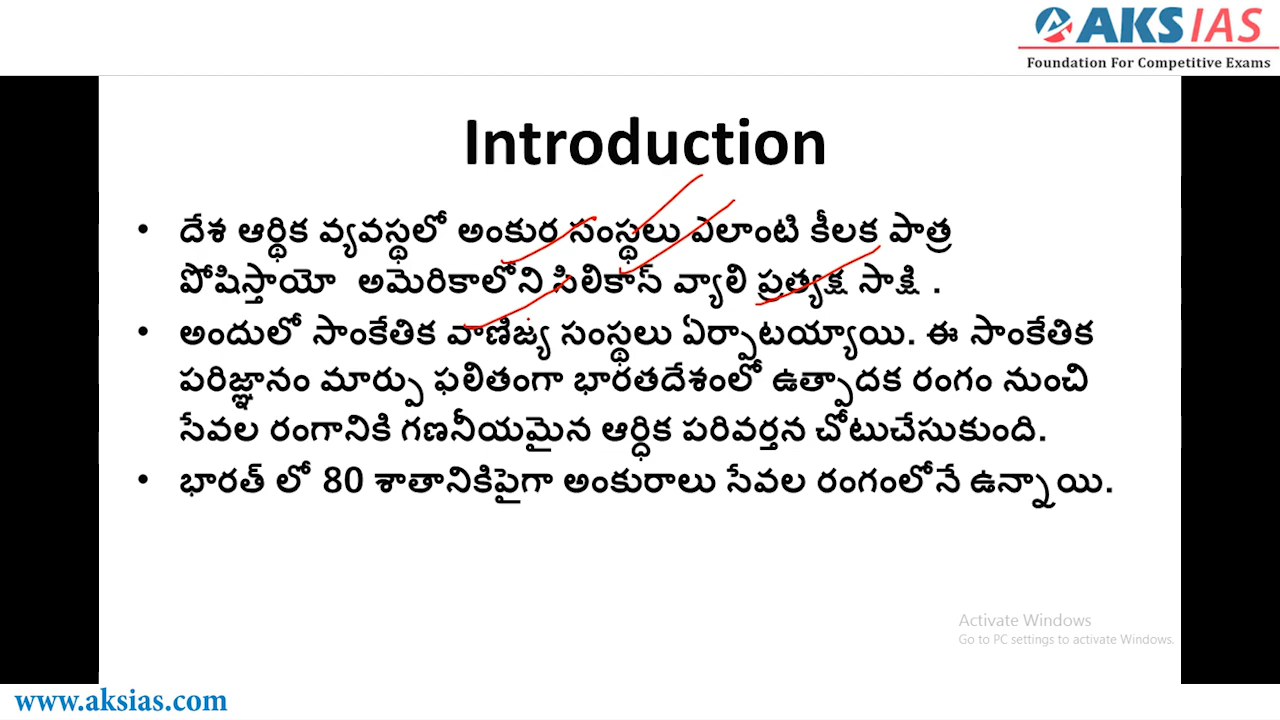 AKS IAS
Foundation For Competitive Exams
Introduction
• దేశ ఆర్థిక వ్యవస్థలో అంకుర సంస్థలు ఎలాంటి కీలక పాత్ర
పోషిస్తాయో అమెరికాలోని సిలికాన్ వ్యాలి ప్రత్యక్ష సాక్షి .
• అందులో సాంకేతిక వాణిజ్య సంస్థలు ఏర్పాటయ్యాయి. ఈ సాంకేతిక
పరిజ్ఞానం మార్పు ఫలితంగా భారతదేశంలో ఉత్పాదక రంగం నుంచి
సేవల రంగానికి గణనీయమైన ఆర్ధిక పరివర్తన చోటుచేసుకుంది.
• భారత్ లో 80 శాతానికిపైగా అంకురాలు సేవల రంగంలోనే ఉన్నాయి.
Activate Windows
Go to PC settings to activate Windows.
www.aksias.com